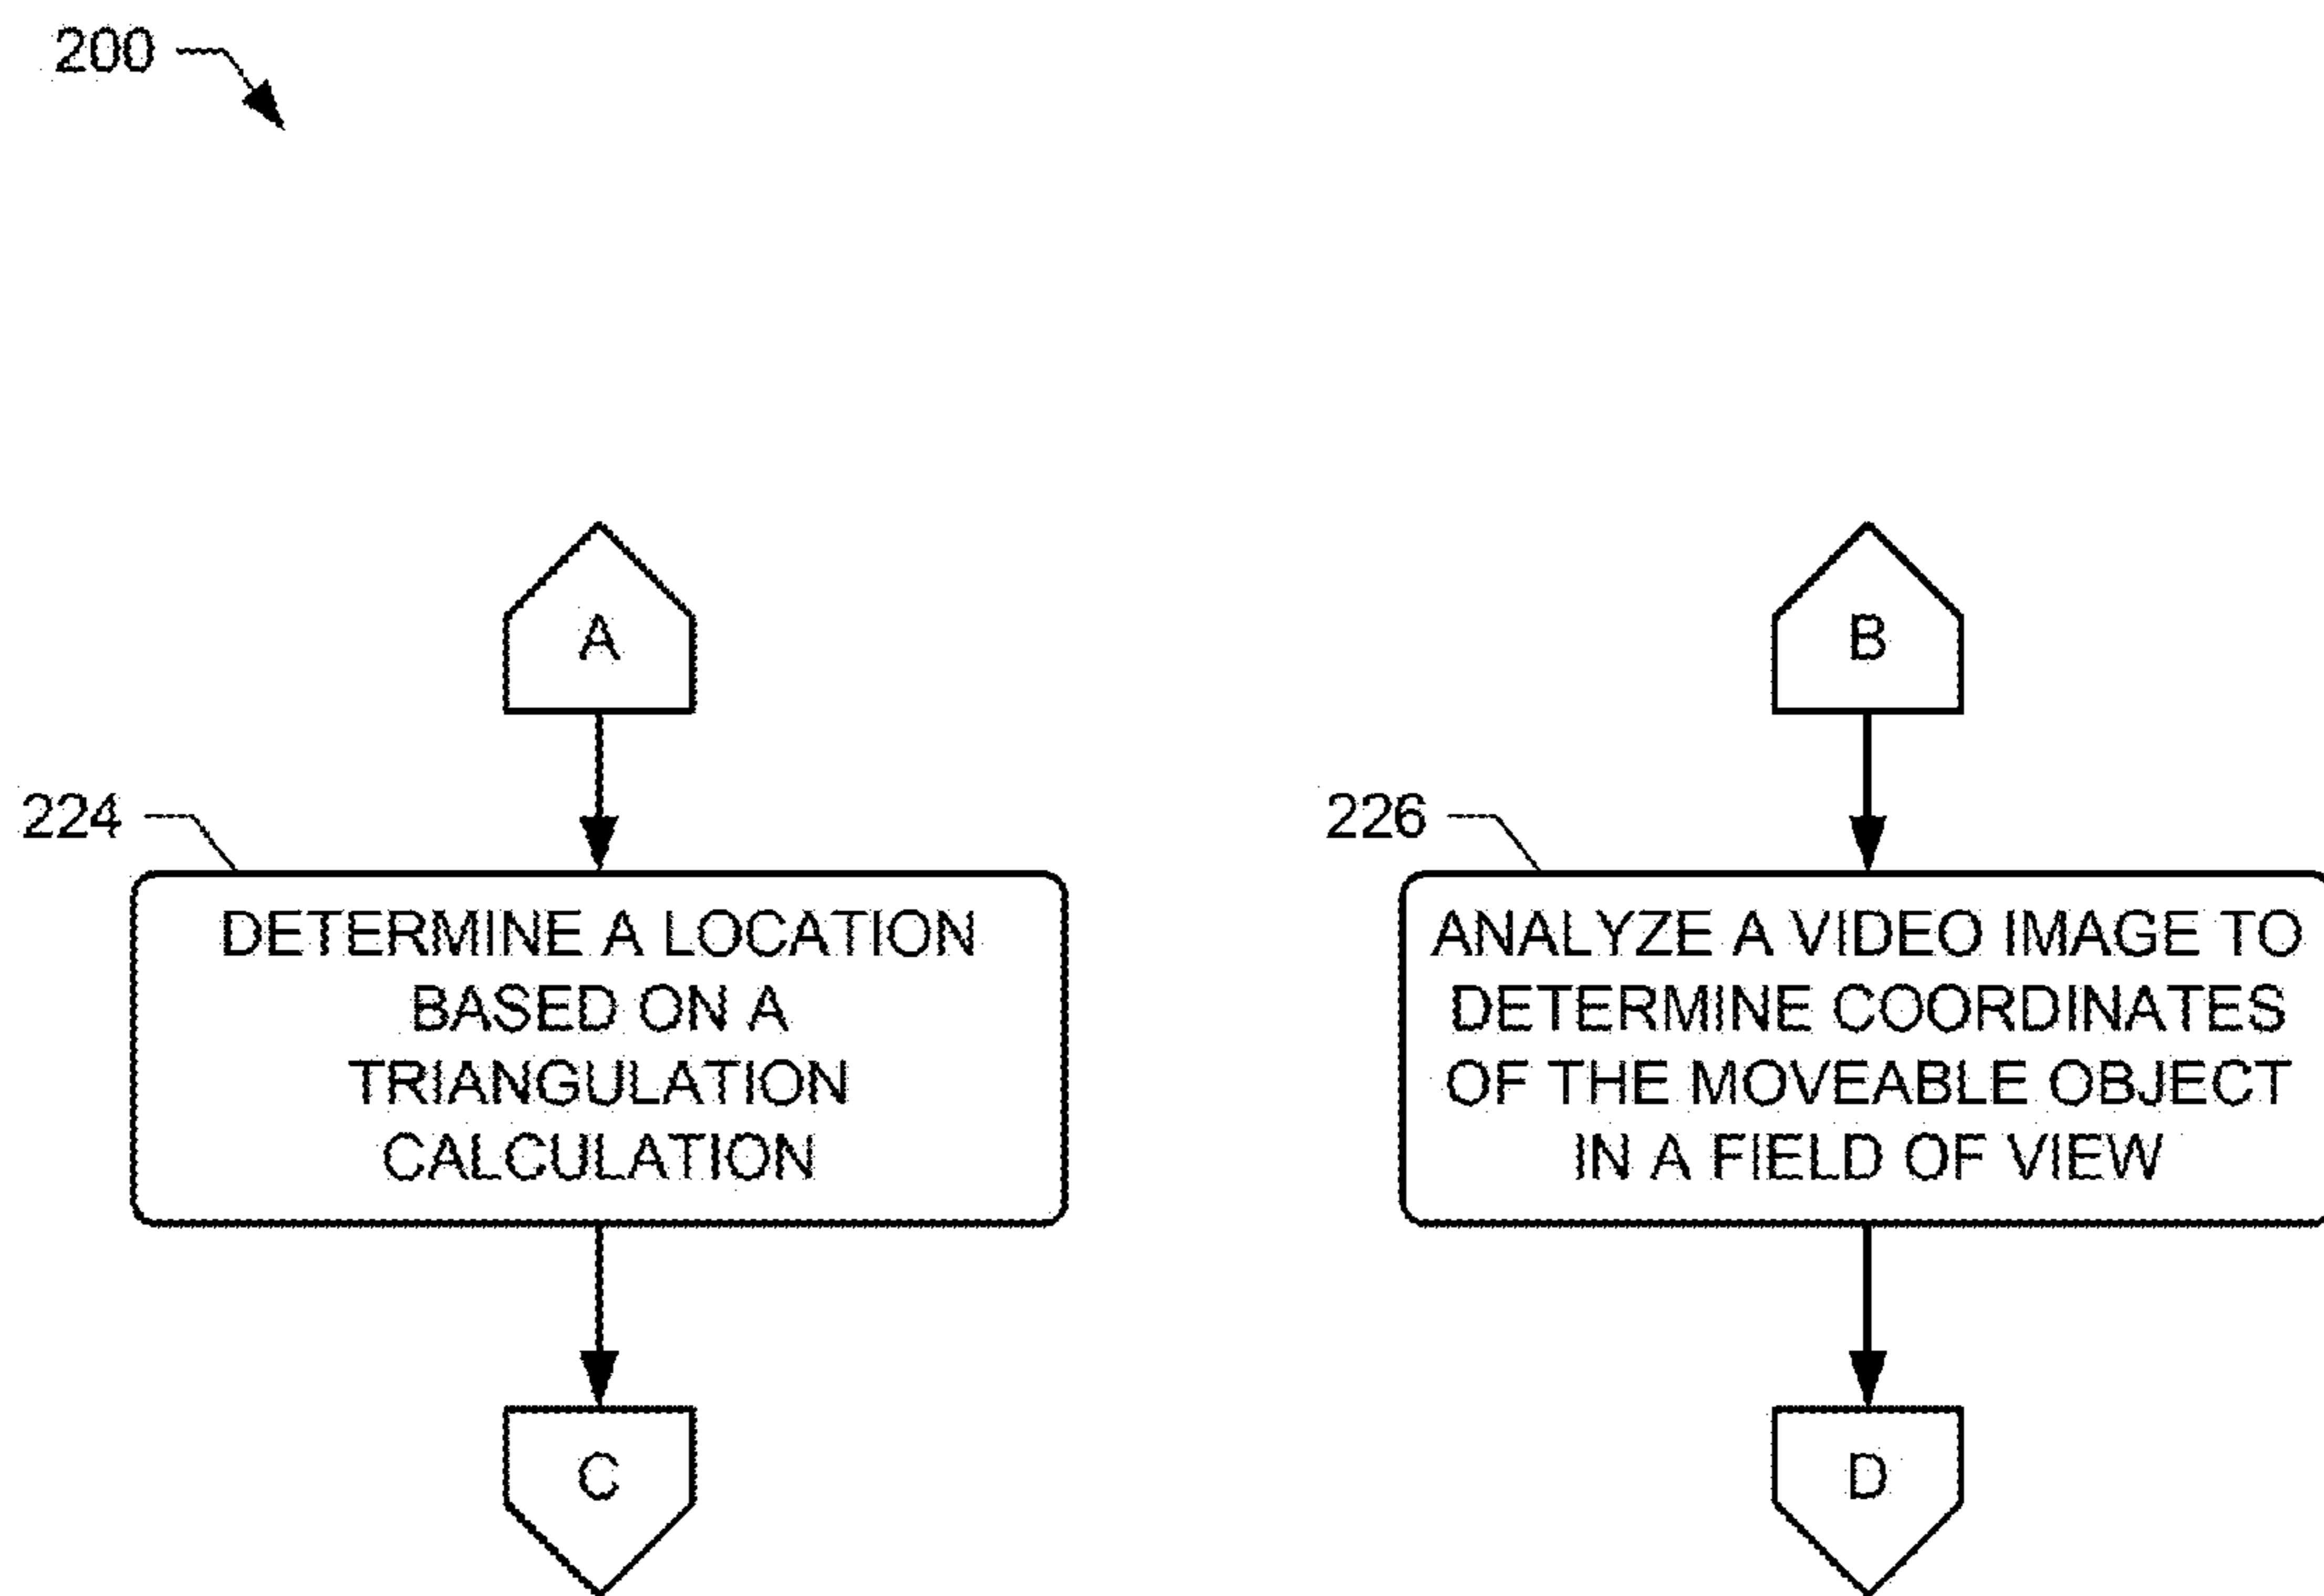 200
A
B
224
226
DETERMINE A LOCATION
BASED ON A
TRIANGULATION
CALCULATION
ANALYZE A VIDEO IMAGE TO
DETERMINE COORDINATES
OF THE MOVEABLE OBJECT
IN A FIELD OF VIEW
C
D